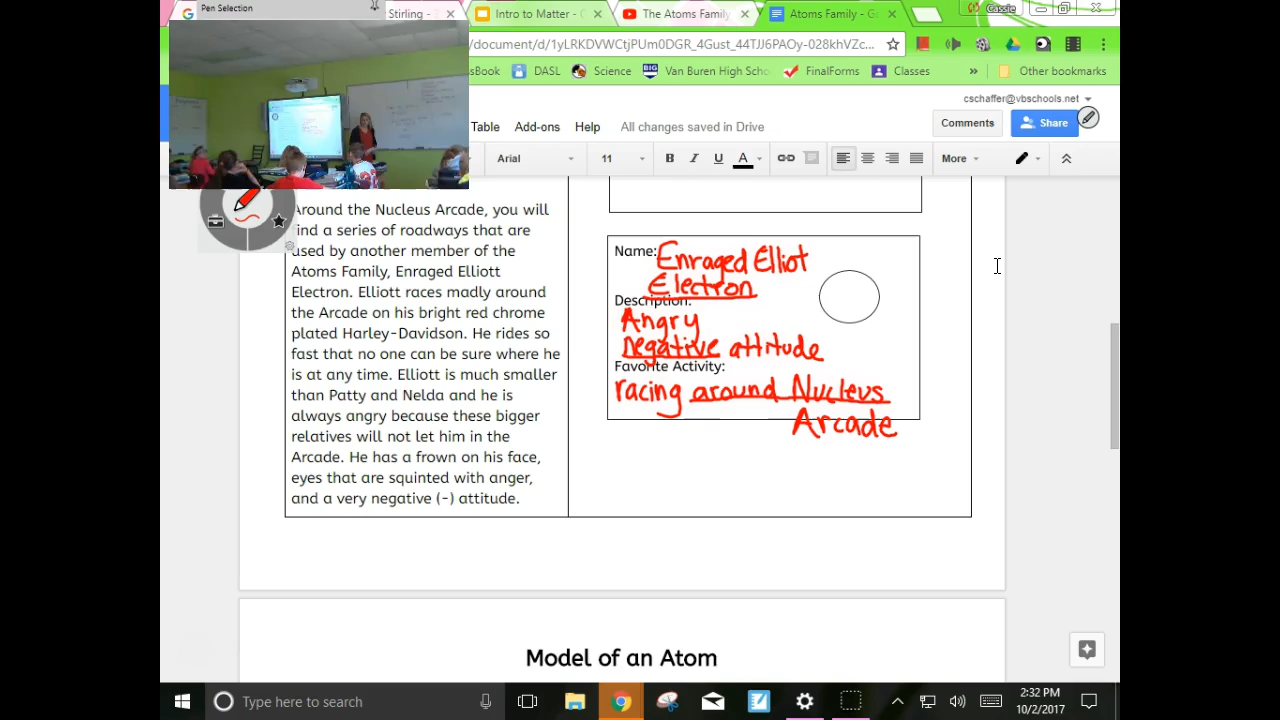 Pen Selection
Stirling -
Intro to Matter -
The Atoms Family
Atoms Family - Go
Cassie
/document/d/1yLRKDVWCtjPUm0DGR_4Gust_44TJJ6PAOy-028khVZc...
sBook
DASL
Science
BIG
Van Buren High Scho
FinalForms
Classes
»
Other bookmarks
cschaffer@vbschools.net
Table
Add-ons
Help
All changes saved in Drive
Comments
Share
Arial
11
B
I
U
A
More
Around the Nucleus Arcade, you will
find a series of roadways that are
used by another member of the
Atoms Family, Enraged Elliott
Electron. Elliott races madly around
the Arcade on his bright red chrome
plated Harley-Davidson. He rides so
fast that no one can be sure where he
is at any time. Elliott is much smaller
than Patty and Nelda and he is
always angry because these bigger
relatives will not let him in the
Arcade. He has a frown on his face,
eyes that are squinted with anger,
and a very negative (-) attitude.
Name: Enraged Elliot
Electron
Description:
Angry
negative attitude
Favorite Activity:
racing around Nucleus
Arcade
Model of an Atom
Type here to search
2:32 PM
10/2/2017